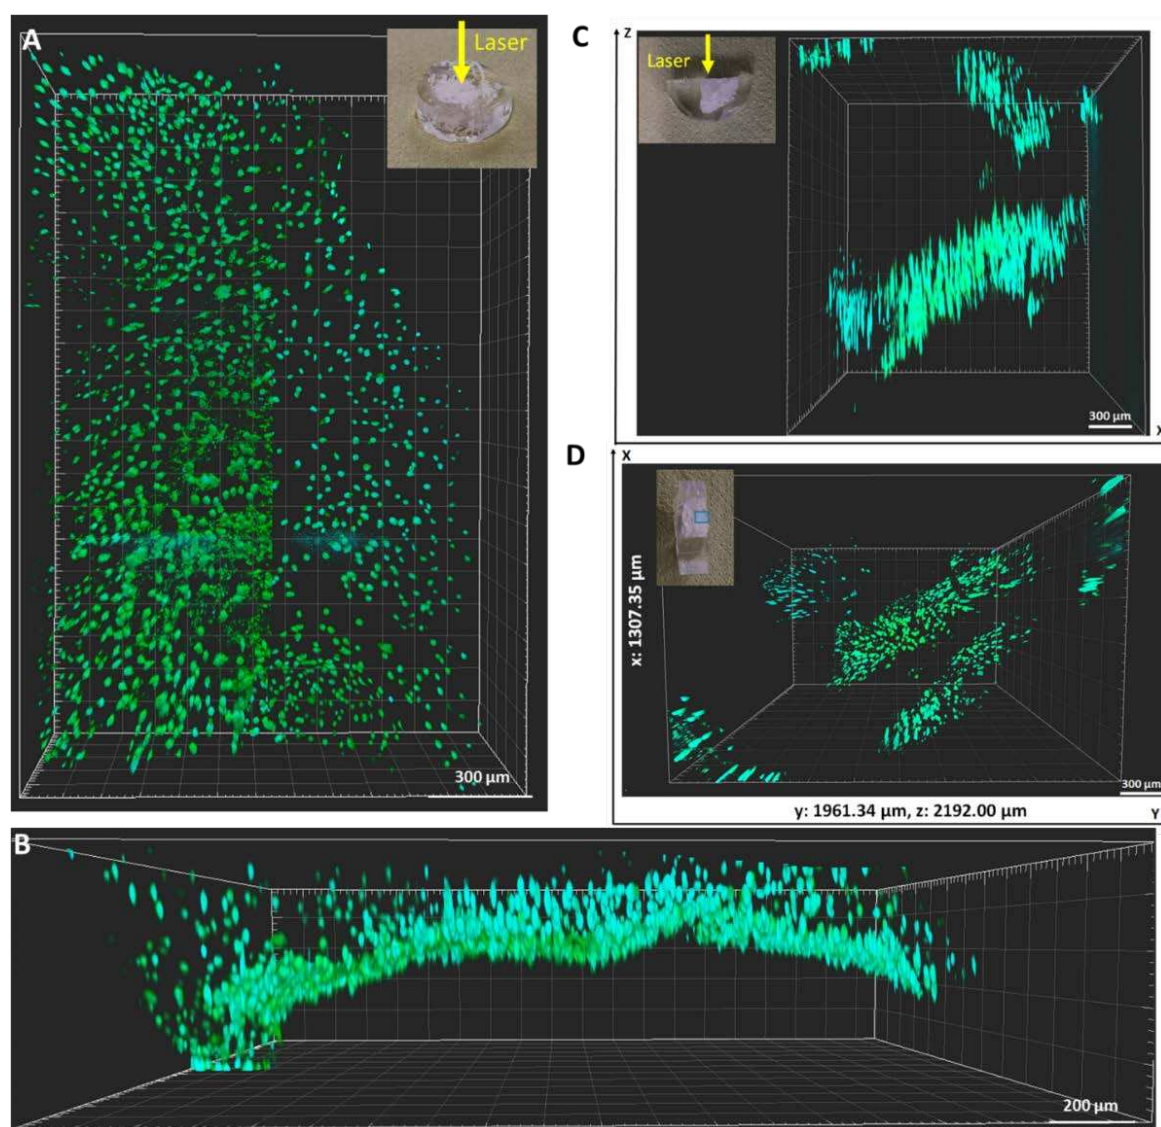 A
Laser
300 µm
C
Z
Laser
300 µm
X
D
X
x: 1307.35 µm
300 µm
y: 1961.34 µm, z: 2192.00 µm
Y
B
200 µm